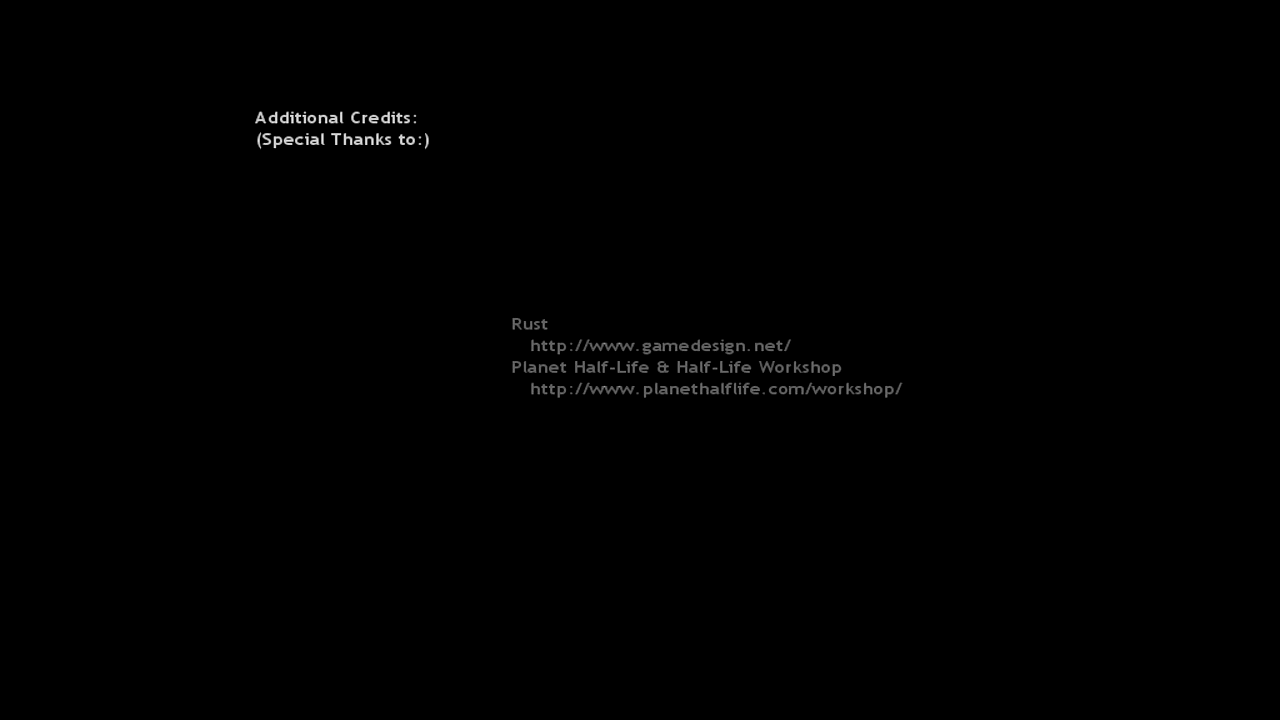 Additional Credits:
(Special Thanks to:)
Rust
http://www.gamedesign.net/
Planet Half-Life & Half-Life Workshop
http://www.planethalflife.com/workshop/